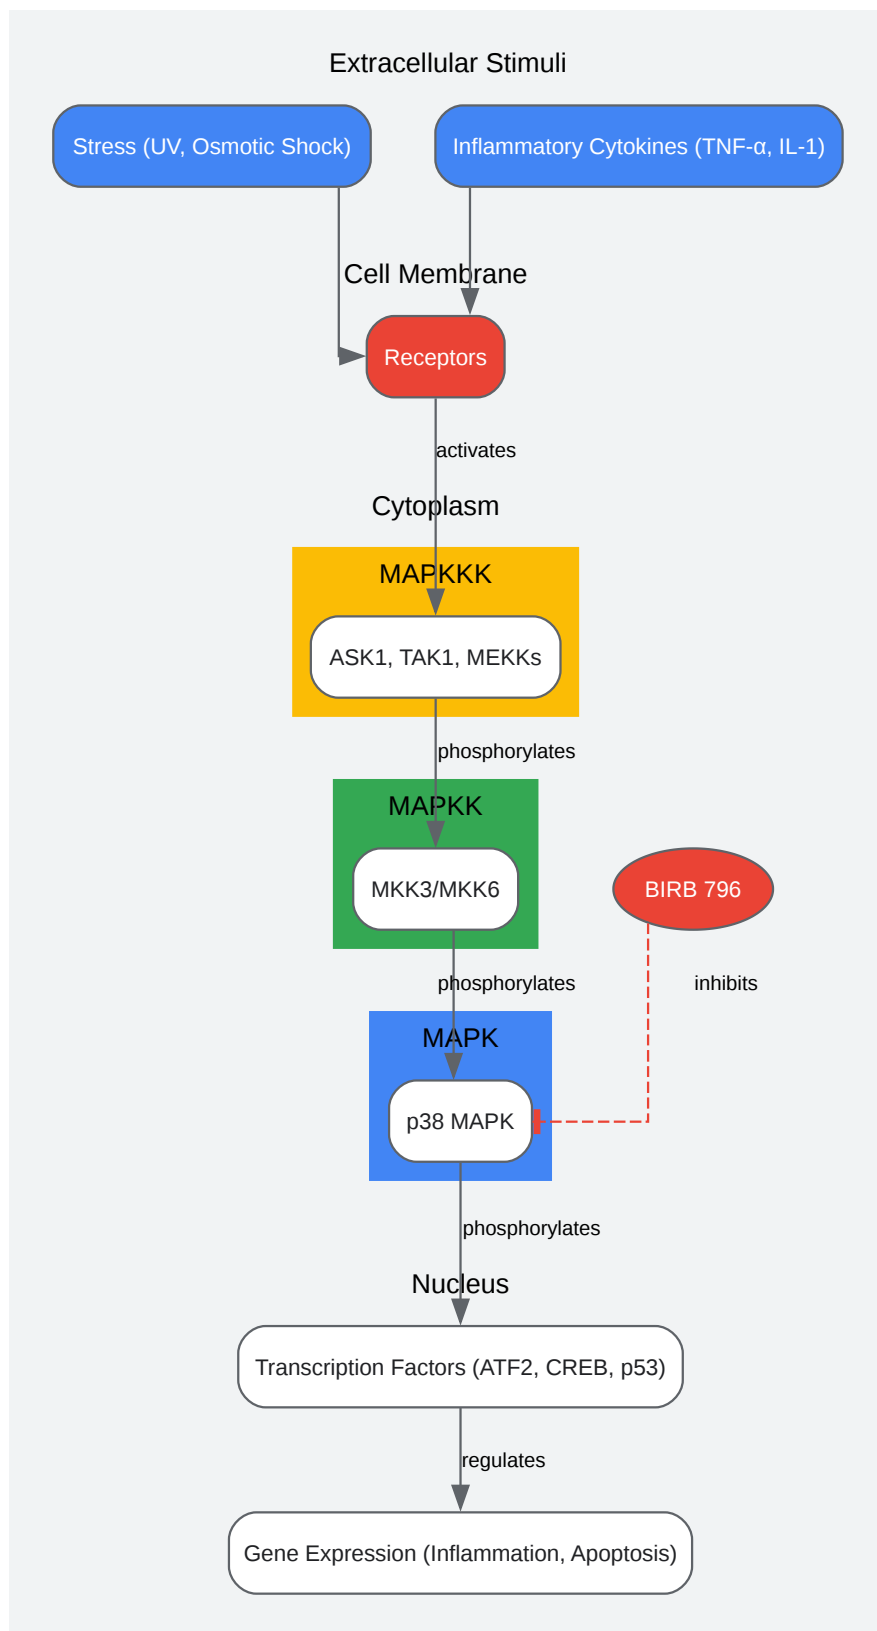 Extracellular Stimuli
Stress (UV, Osmotic Shock)
Inflammatory Cytokines (TNF-α, IL-1)
Cell Membrane
Receptors
activates
Cytoplasm
MAPKKK
ASK1, TAK1, MEKKs
phosphorylates
MAPKK
MKK3/MKK6
BIRB 796
phosphorylates
inhibits
MAPK
p38 MAPK
phosphorylates
Nucleus
Transcription Factors (ATF2, CREB, p53)
regulates
Gene Expression (Inflammation, Apoptosis)